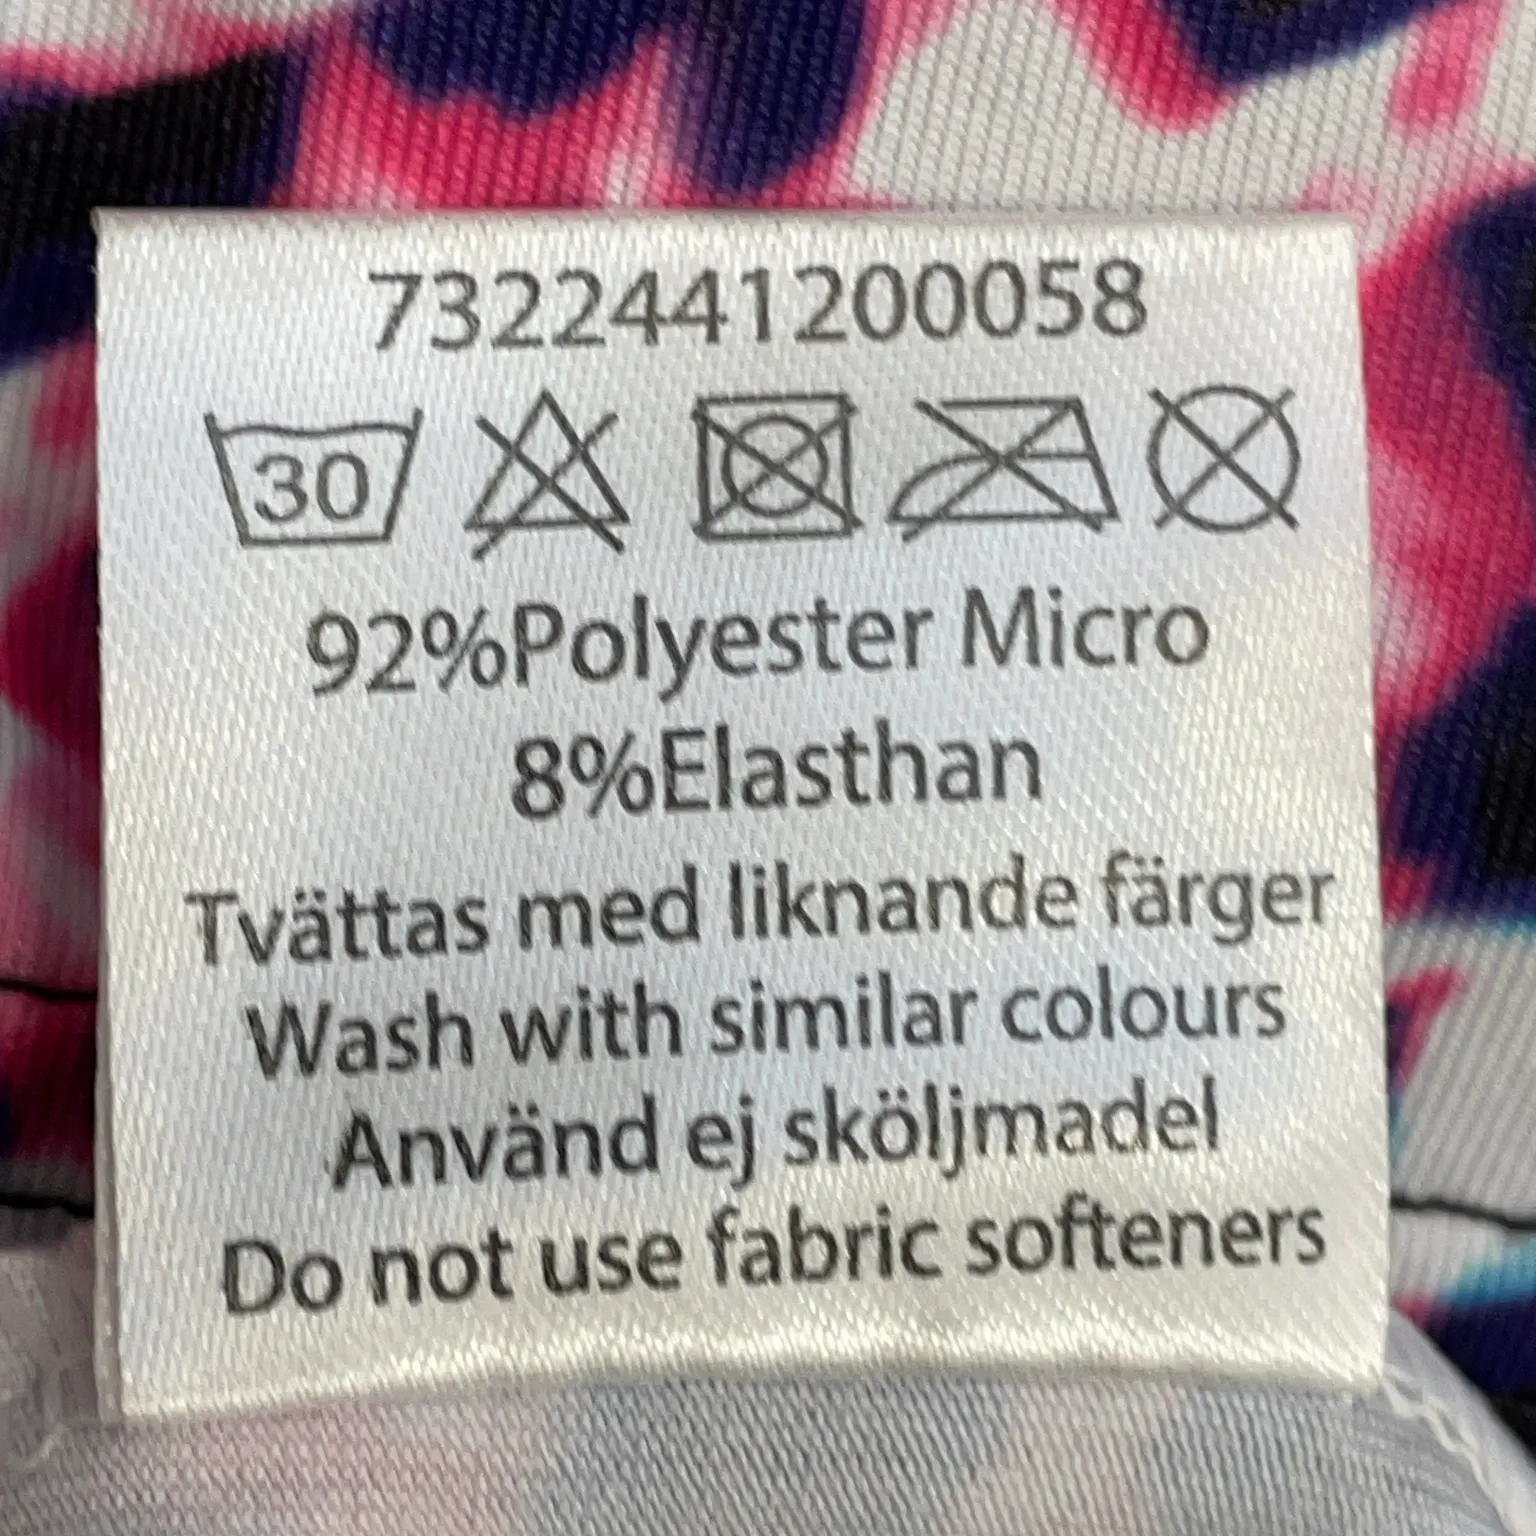 7322441200058
30
92%Polyester Micro
8%Elasthan
Tvättas med liknande färger
Wash with similar colours
Använd ej sköljmadel
Do not use fabric softeners